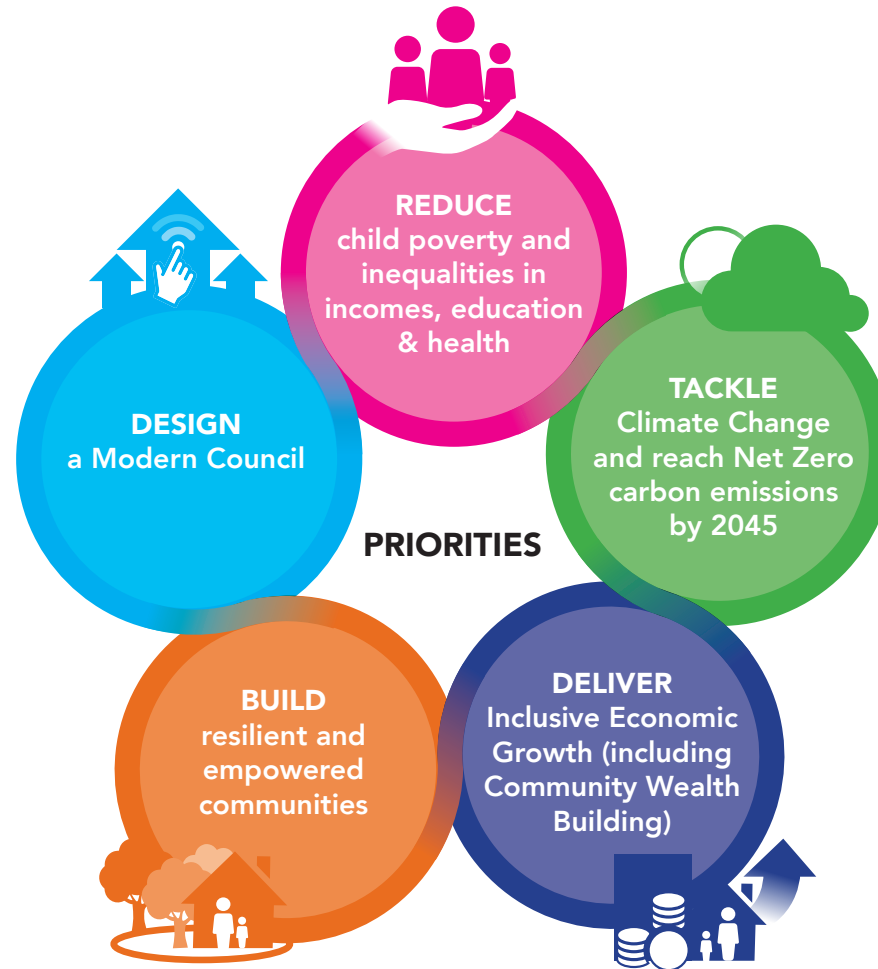 REDUCE
child poverty and
inequalities in
incomes, education
& health
TACKLE
Climate Change
and reach Net Zero
carbon emissions
by 2045
DELIVER
Inclusive Economic
Growth (including
Community Wealth
Building)
BUILD
resilient and
empowered
communities
DESIGN
a Modern Council
PRIORITIES